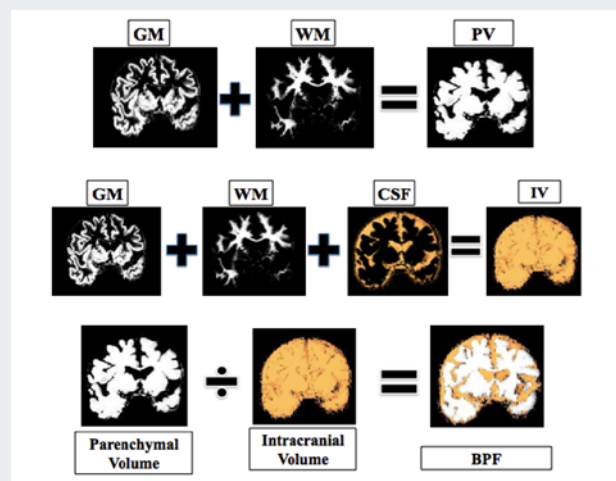 GM
WM
PV
GM
WM
CSF
IV
Parenchymal
Volume
Intracranial
Volume
BPF